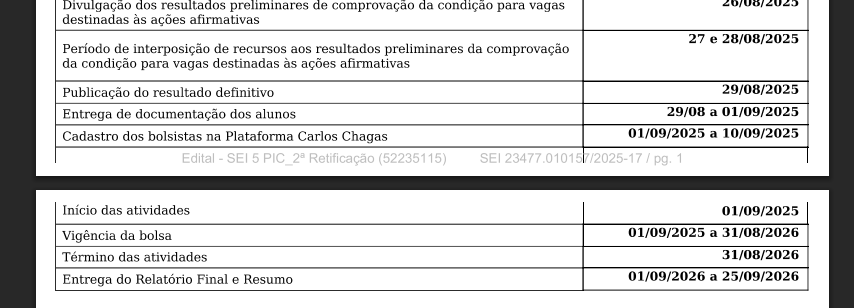 Divulgação dos resultados preliminares de comprovação da condição para vagas
destinadas às ações afirmativas
26/08/2025
Período de interposição de recursos aos resultados preliminares da comprovação
da condição para vagas destinadas às ações afirmativas
27 e 28/08/2025
Publicação do resultado definitivo
29/08/2025
Entrega de documentação dos alunos
29/08 a 01/09/2025
Cadastro dos bolsistas na Plataforma Carlos Chagas
01/09/2025 a 10/09/2025
Edital - SEI 5 PIC_2ª Retificação (52235115) SEI 23477.010157/2025-17 / pg. 1
Início das atividades
01/09/2025
Vigência da bolsa
01/09/2025 a 31/08/2026
Término das atividades
31/08/2026
Entrega do Relatório Final e Resumo
01/09/2026 a 25/09/2026